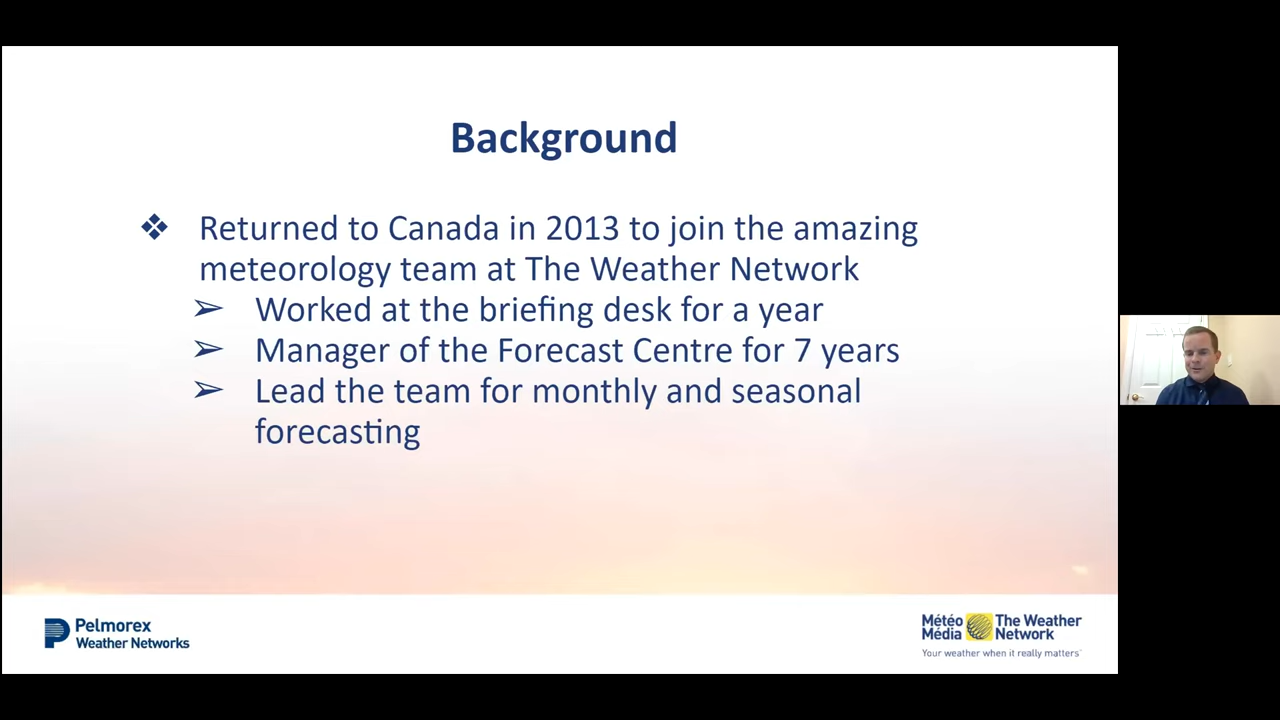 Background
❖ Returned to Canada in 2013 to join the amazing
meteorology team at The Weather Network
➢ Worked at the briefing desk for a year
➢ Manager of the Forecast Centre for 7 years
➢ Lead the team for monthly and seasonal
forecasting
Pelmorex
Weather Networks
Météo
Média
The Weather
Network
Your weather when it really matters™